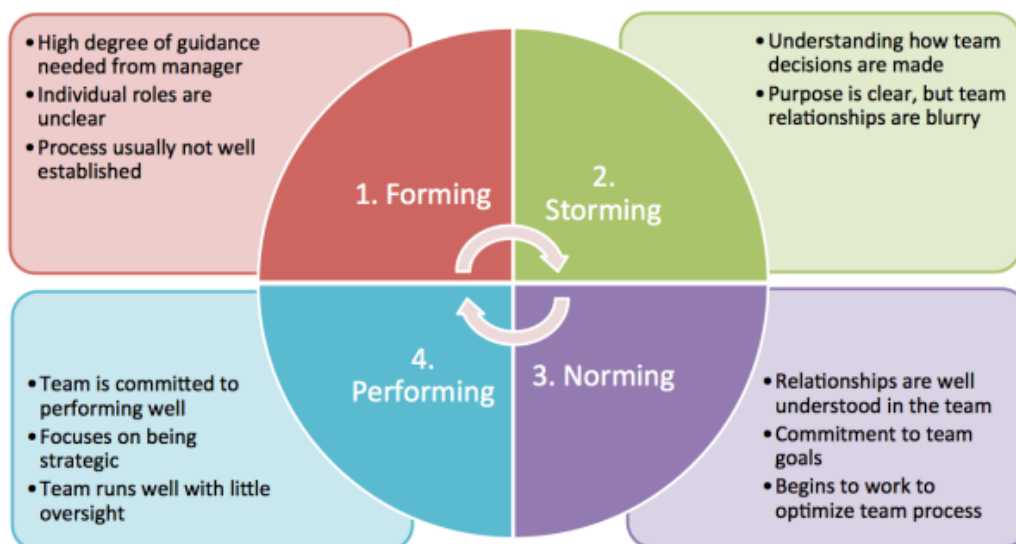 • High degree of guidance
needed from manager
• Individual roles are
unclear
• Process usually not well
established
1. Forming
2.
Storming
• Understanding how team
decisions are made
• Purpose is clear, but team
relationships are blurry
• Team is committed to
performing well
• Focuses on being
strategic
• Team runs well with little
oversight
4.
Performing
3. Norming
• Relationships are well
understood in the team
• Commitment to team
goals
• Begins to work to
optimize team process